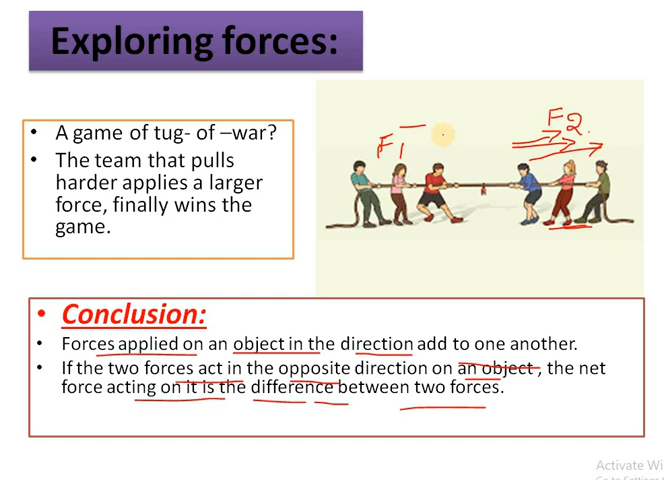 Exploring forces:
• A game of tug- of –war?
• The team that pulls
harder applies a larger
force, finally wins the
game.
F1
F2.
• Conclusion:
• Forces applied on an object in the direction add to one another.
• If the two forces act in the opposite direction on an object , the net
force acting on it is the difference between two forces.
Activate Wi